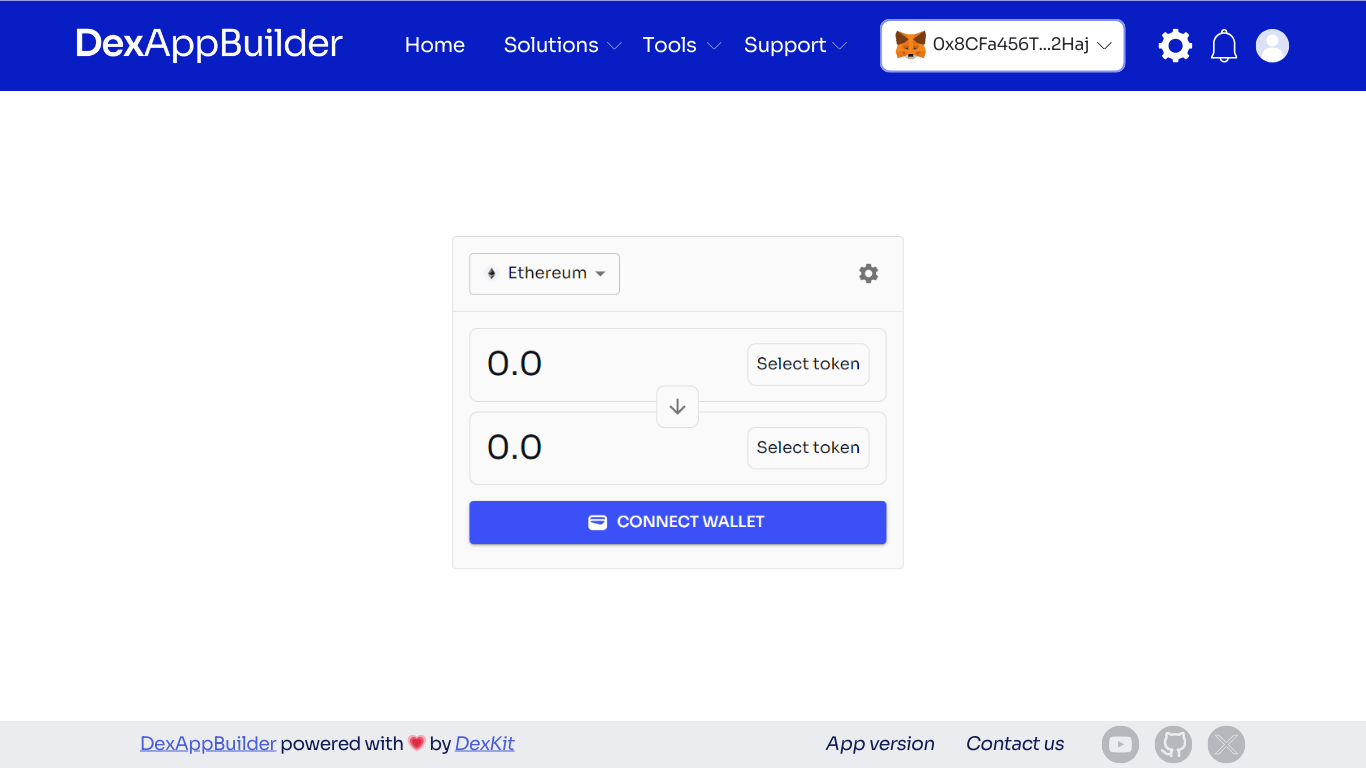 DexAppBuilder Home Solutions Tools Support 0x8CFa456T...2Haj
Ethereum
0.0 Select token
0.0 Select token
CONNECT WALLET
DexAppBuilder powered with by DexKit App version Contact us